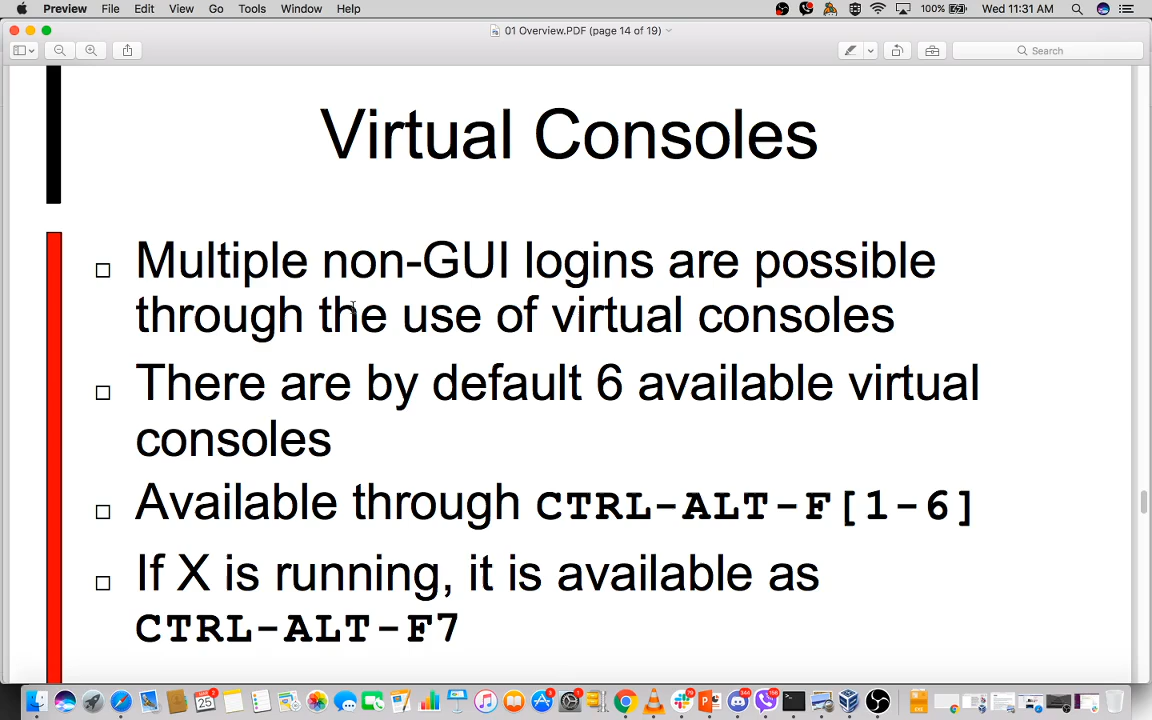 Preview File Edit View Go Tools Window Help 100% Wed 11:31 AM
01 Overview.PDF (page 14 of 19)
Search
Virtual Consoles
Multiple non-GUI logins are possible
through the use of virtual consoles
There are by default 6 available virtual
consoles
Available through CTRL-ALT-F[1-6]
If X is running, it is available as
CTRL-ALT-F7